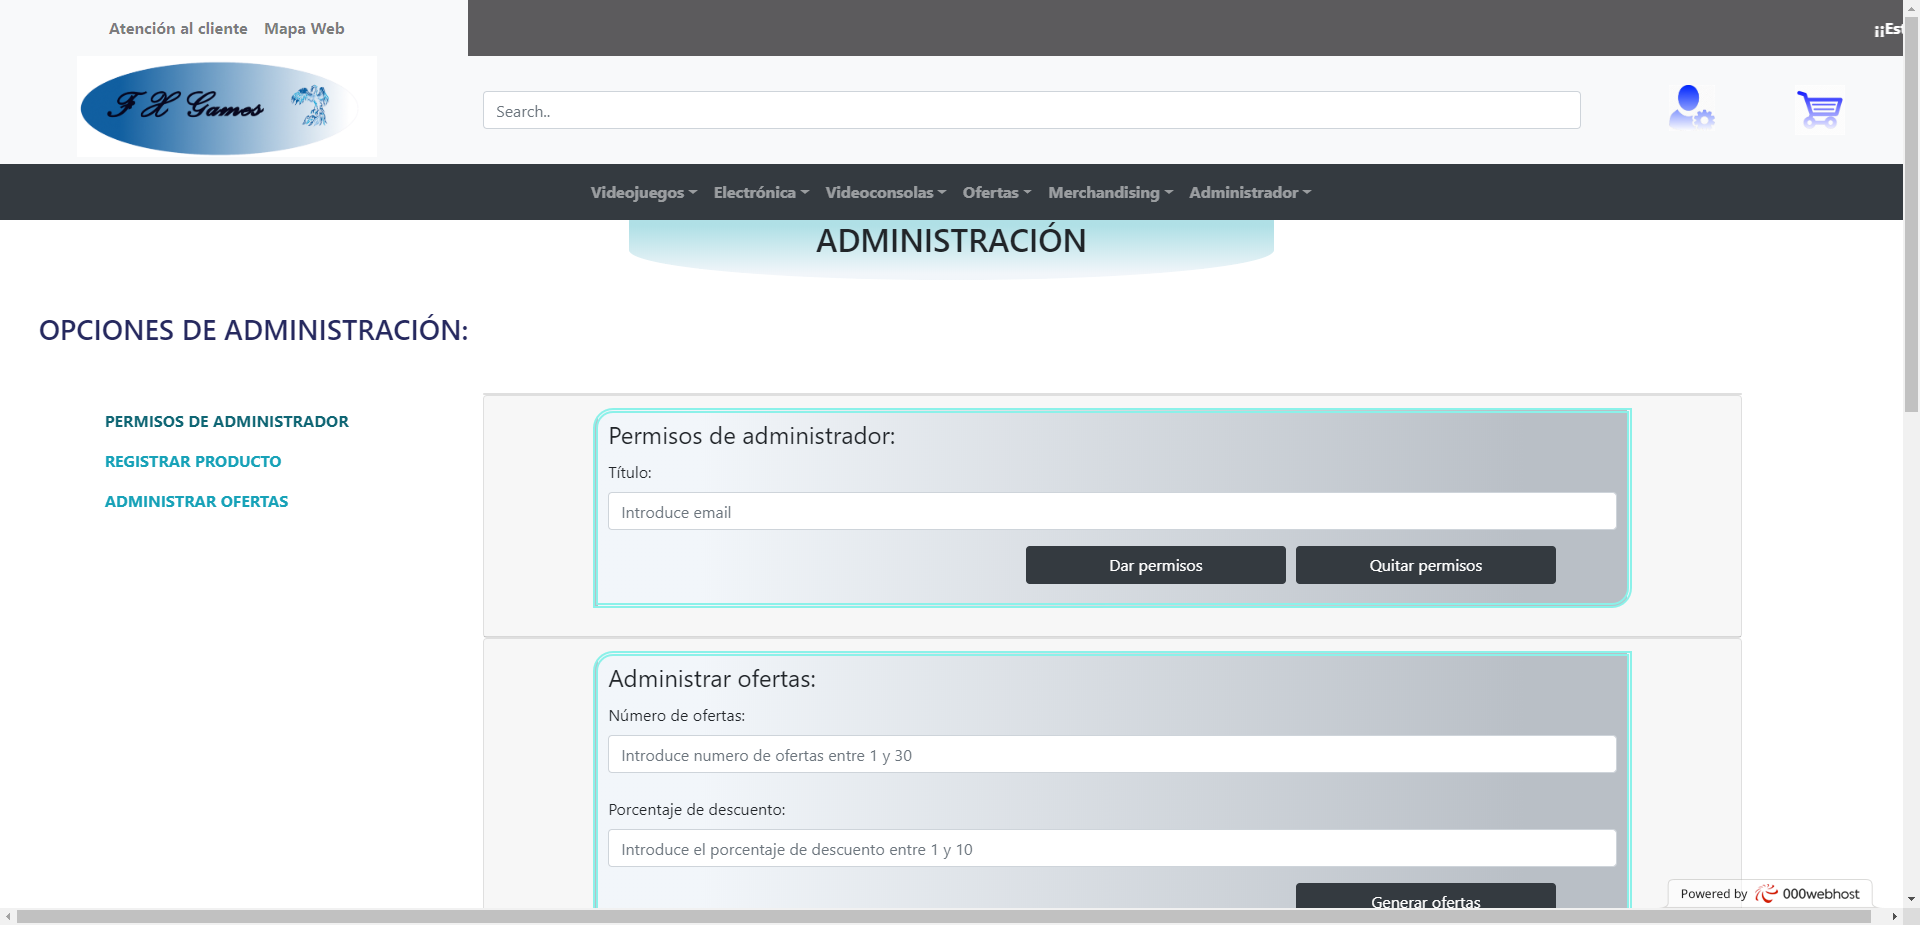 Atención al cliente Mapa Web
¡¡Est
F X Games
Search..
Videojuegos Electrónica Videoconsolas Ofertas Merchandising Administrador
ADMINISTRACIÓN
OPCIONES DE ADMINISTRACIÓN:
PERMISOS DE ADMINISTRADOR
REGISTRAR PRODUCTO
ADMINISTRAR OFERTAS
Permisos de administrador:
Título:
Introduce email
Dar permisos Quitar permisos
Administrar ofertas:
Número de ofertas:
Introduce numero de ofertas entre 1 y 30
Porcentaje de descuento:
Introduce el porcentaje de descuento entre 1 y 10
Generar ofertas
Powered by 000webhost